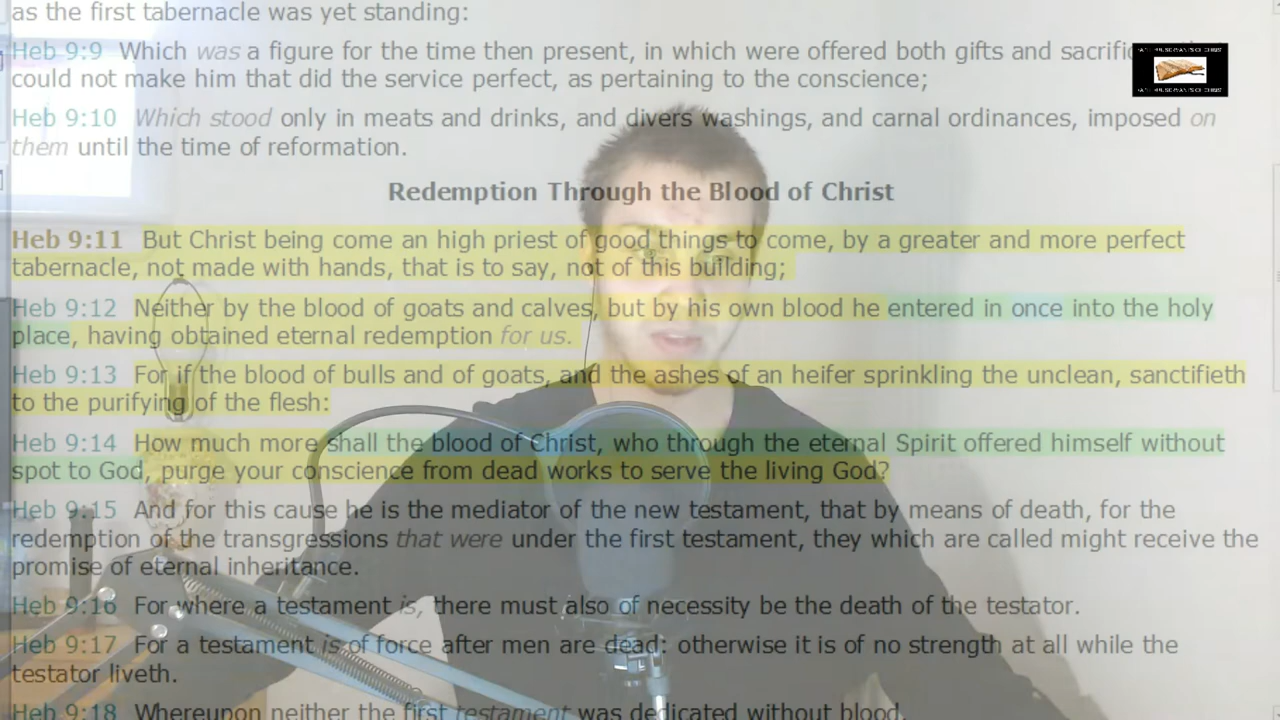 as the first tabernacle was yet standing:
Heb 9:9 Which was a figure for the time then present, in which were offered both gifts and
could not make him that did the service perfect, as pertaining to the conscience;
Heb 9:10 Which stood only in meats and drinks, and divers washings, and carnal ordinances, imposed on
them until the time of reformation.
Redemption Through the Blood of Christ
Heb 9:11 But Christ being come an high priest of good things to come, by a greater and more perfect
tabernacle, not made with hands, that is to say, not of this building;
Heb 9:12 Neither by the blood of goats and calves, but by his own blood he entered in once into the holy
place, having obtained eternal redemption for us.
Heb 9:13 For if the blood of bulls and of goats, and the ashes of an heifer sprinkling the unclean, sanctifieth
to the purifying of the flesh:
Heb 9:14 How much more shall the blood of Christ, who through the eternal Spirit offered himself without
spot to God, purge your conscience from dead works to serve the living God?
Heb 9:15 And for this cause he is the mediator of the new testament, that by means of death, for the
redemption of the transgressions that were under the first testament, they which are called might receive the
promise of eternal inheritance.
Heb 9:16 For where a testament is, there must also of necessity be the death of the testator.
Heb 9:17 For a testament is of force after men are dead: otherwise it is of no strength at all while the
testator liveth.
Heb 9:18 Whereupon neither the first testament was dedicated without blood.